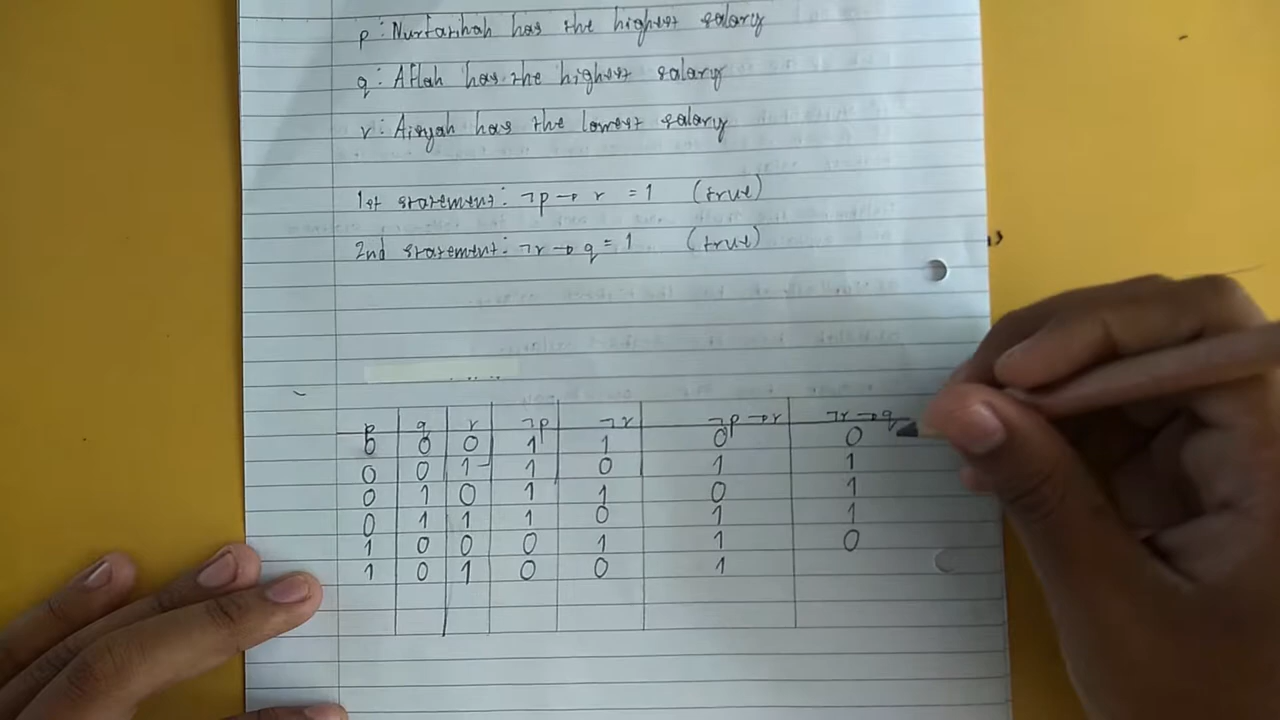 p : Nurfatihah has the highest salary
q : Aflah has the highest salary
r : Aisyah has the lowest salary
1st statement : ¬p → r = 1 (true)
2nd statement : ¬r → q = 1 (true)
p q r ¬p ¬r ¬p → r ¬r → q
0 0 0 1 1 0 0
0 0 1 1 0 1 1
0 1 0 1 1 0 1
0 1 1 1 0 1 1
1 0 0 0 1 1 0
1 0 1 0 0 1